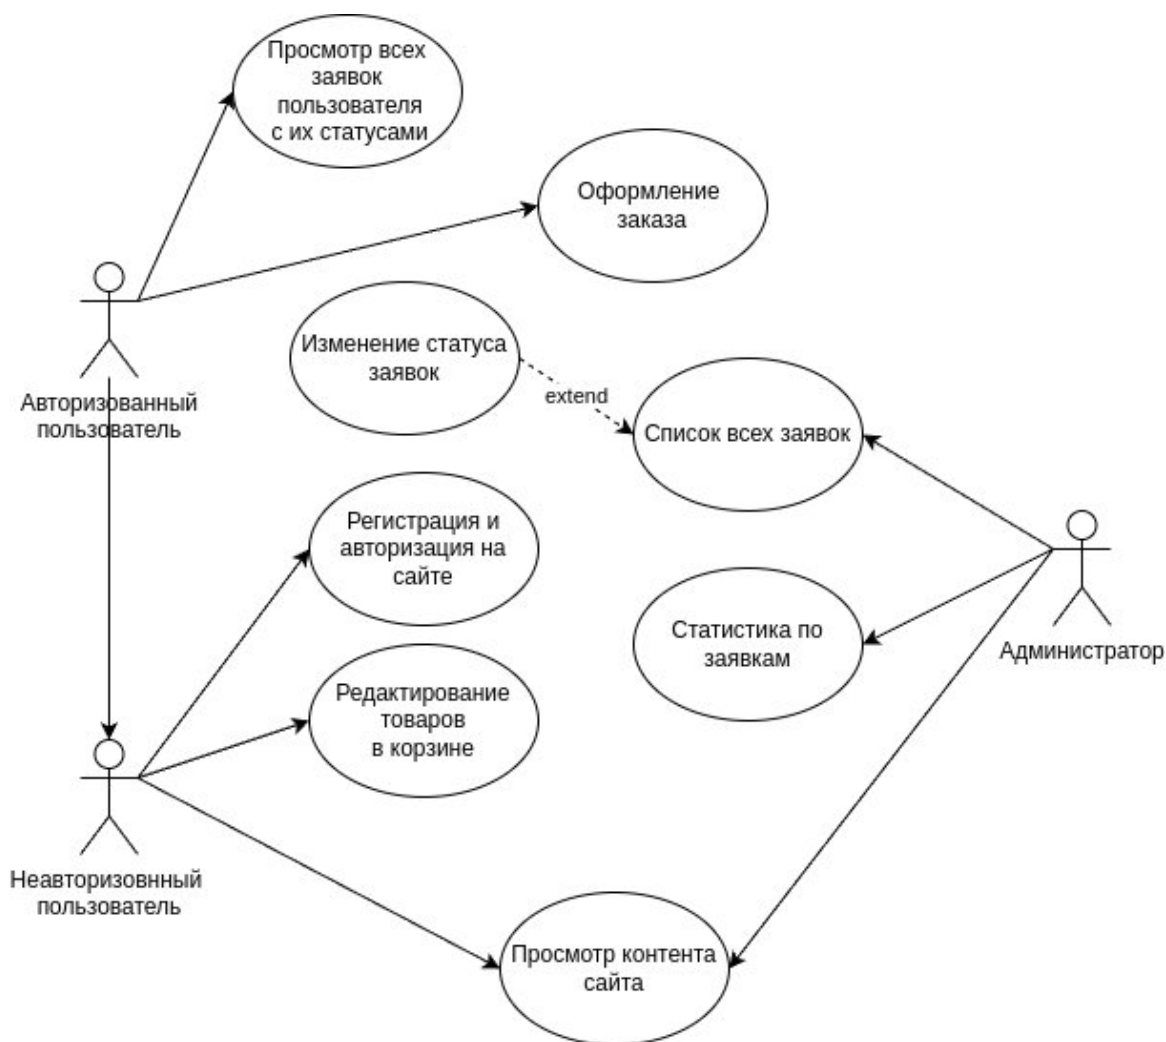 Просмотр всех
заявок
пользователя
с их статусами
Оформление
заказа
Изменение статуса
заявок
extend
Список всех заявок
Авторизованный
пользователь
Регистрация и
авторизация на
сайте
Статистика по
заявкам
Администратор
Редактирование
товаров
в корзине
Неавторизовнный
пользователь
Просмотр контента
сайта